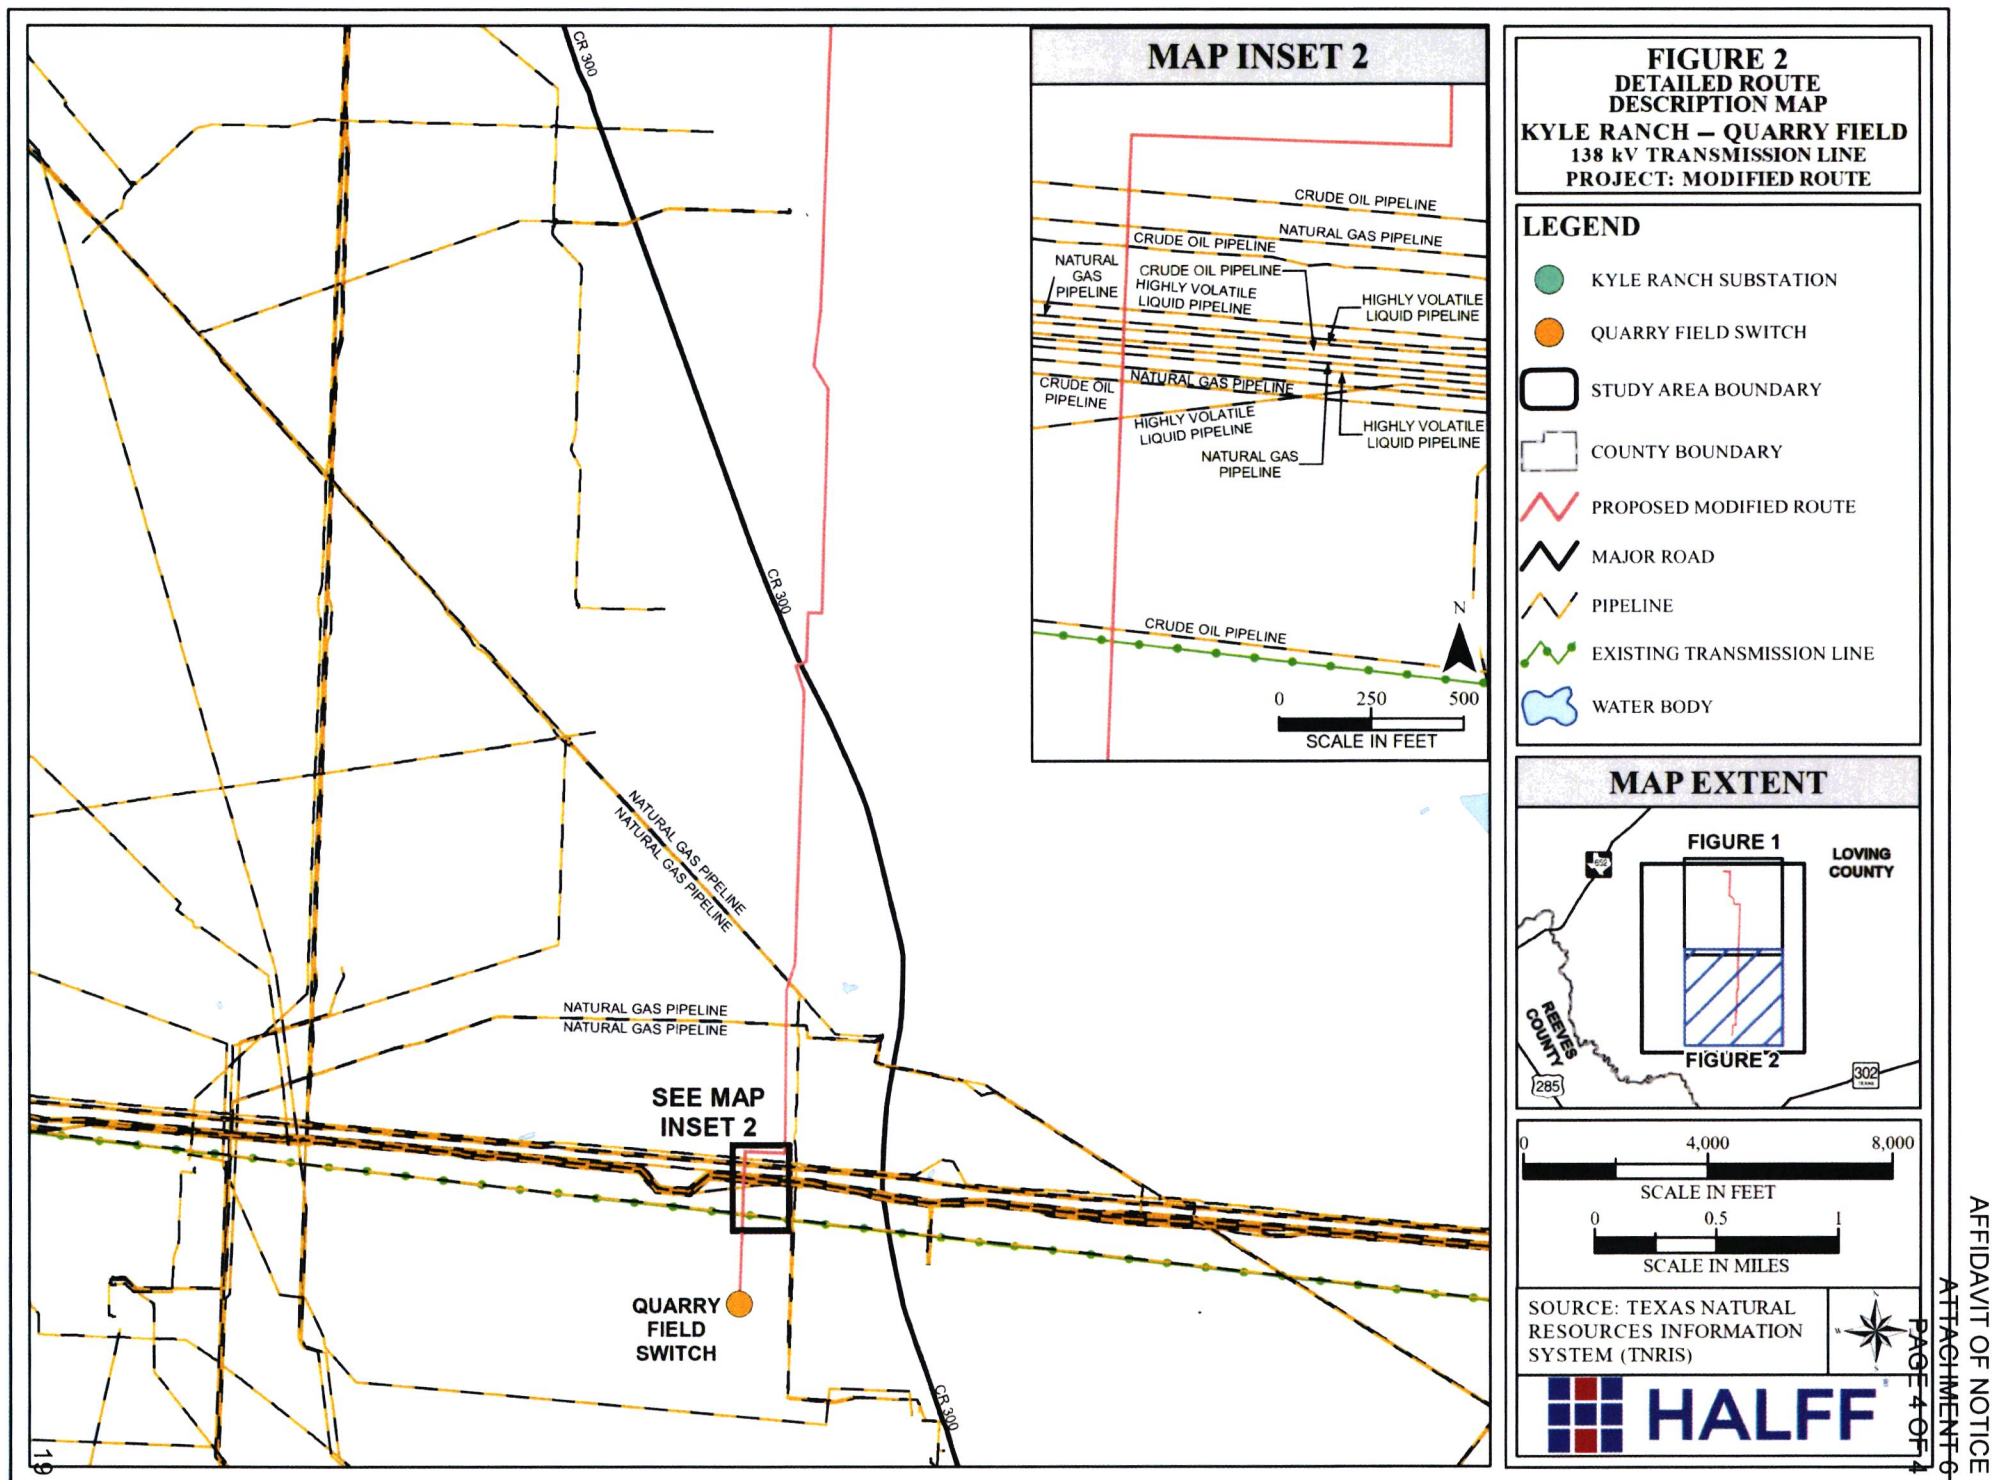 CR 300
CR 300
NATURAL GAS PIPELINE
NATURAL GAS PIPELINE
NATURAL GAS PIPELINE
NATURAL GAS PIPELINE
SEE MAP
INSET 2
QUARRY
FIELD
SWITCH
CR 300
19
MAP INSET 2
CRUDE OIL PIPELINE
NATURAL GAS PIPELINE
CRUDE OIL PIPELINE
NATURAL
GAS
PIPELINE
CRUDE OIL PIPELINE
HIGHLY VOLATILE
LIQUID PIPELINE
HIGHLY VOLATILE
LIQUID PIPELINE
NATURAL GAS PIPELINE
CRUDE OIL
PIPELINE
HIGHLY VOLATILE
LIQUID PIPELINE
HIGHLY VOLATILE
LIQUID PIPELINE
NATURAL GAS
PIPELINE
CRUDE OIL PIPELINE
N
0 250 500
SCALE IN FEET
FIGURE 2
DETAILED ROUTE
DESCRIPTION MAP
KYLE RANCH – QUARRY FIELD
138 kV TRANSMISSION LINE
PROJECT: MODIFIED ROUTE
LEGEND
KYLE RANCH SUBSTATION
QUARRY FIELD SWITCH
STUDY AREA BOUNDARY
COUNTY BOUNDARY
PROPOSED MODIFIED ROUTE
MAJOR ROAD
PIPELINE
EXISTING TRANSMISSION LINE
WATER BODY
MAP EXTENT
FIGURE 1
LOVING
COUNTY
652
REEVES
COUNTY
FIGURE 2
285
302
TEXAS
0 4,000 8,000
SCALE IN FEET
0 0.5 1
SCALE IN MILES
SOURCE: TEXAS NATURAL
RESOURCES INFORMATION
SYSTEM (TNRIS)
HALFF
AFFIDAVIT OF NOTICE
ATTACHMENT 6
PAGE 4 OF 4